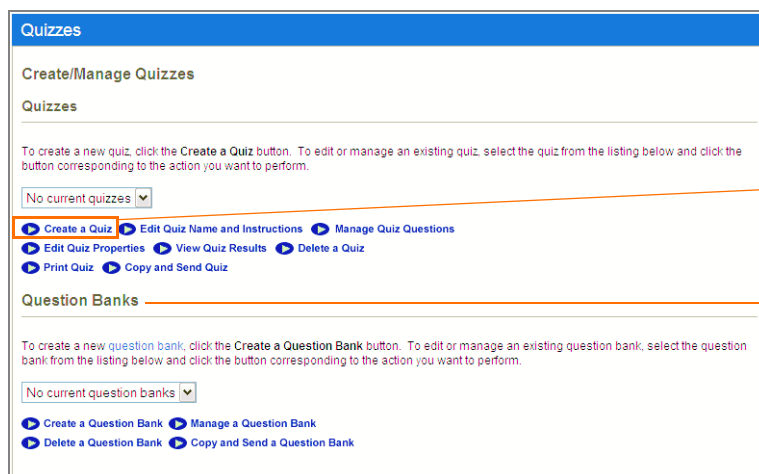 Quizzes
Create/Manage Quizzes
Quizzes
To create a new quiz, click the Create a Quiz button. To edit or manage an existing quiz, select the quiz from the listing below and click the
button corresponding to the action you want to perform.
No current quizzes
Create a Quiz Edit Quiz Name and Instructions Manage Quiz Questions
Edit Quiz Properties View Quiz Results Delete a Quiz
Print Quiz Copy and Send Quiz
Question Banks
To create a new question bank, click the Create a Question Bank button. To edit or manage an existing question bank, select the question
bank from the listing below and click the button corresponding to the action you want to perform.
No current question banks
Create a Question Bank Manage a Question Bank
Delete a Question Bank Copy and Send a Question Bank